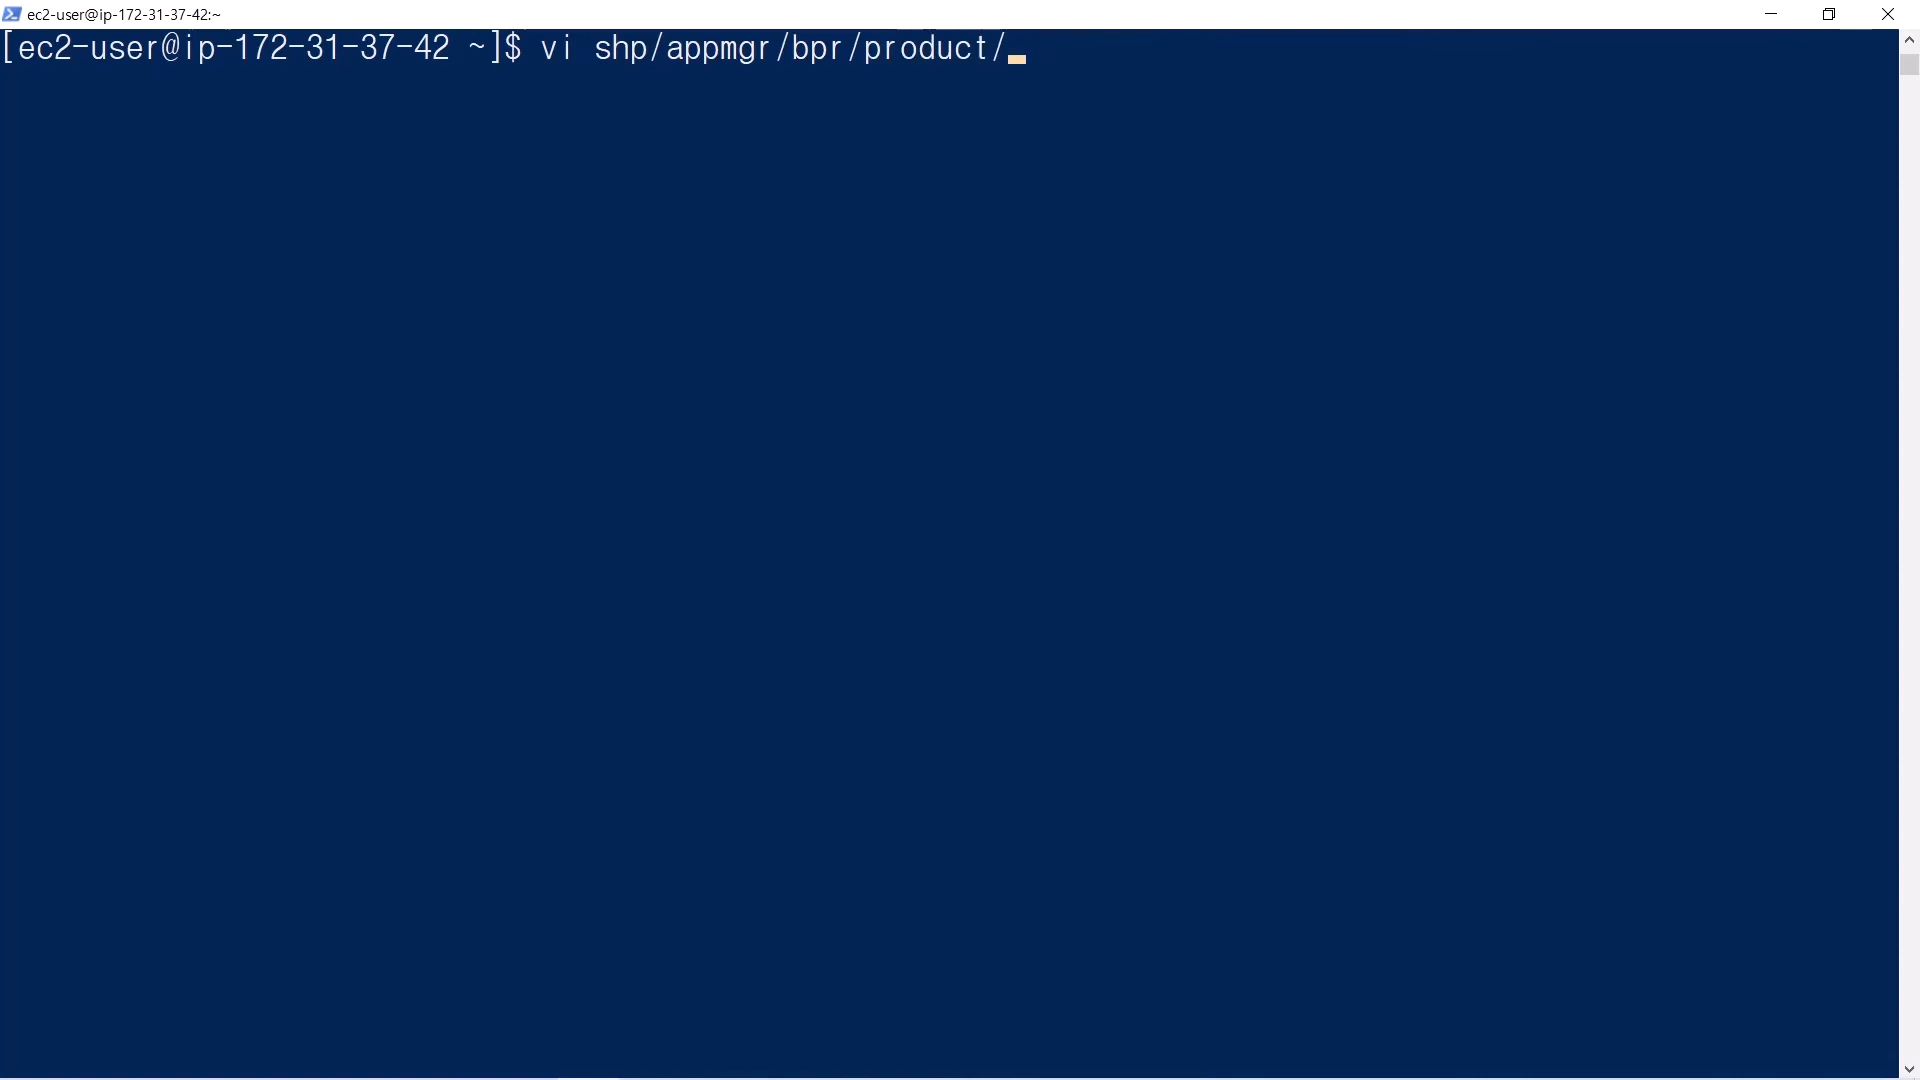 ec2-user@ip-172-31-37-42:~
[ec2-user@ip-172-31-37-42 ~]$ vi shp/appmgr/bpr/product/